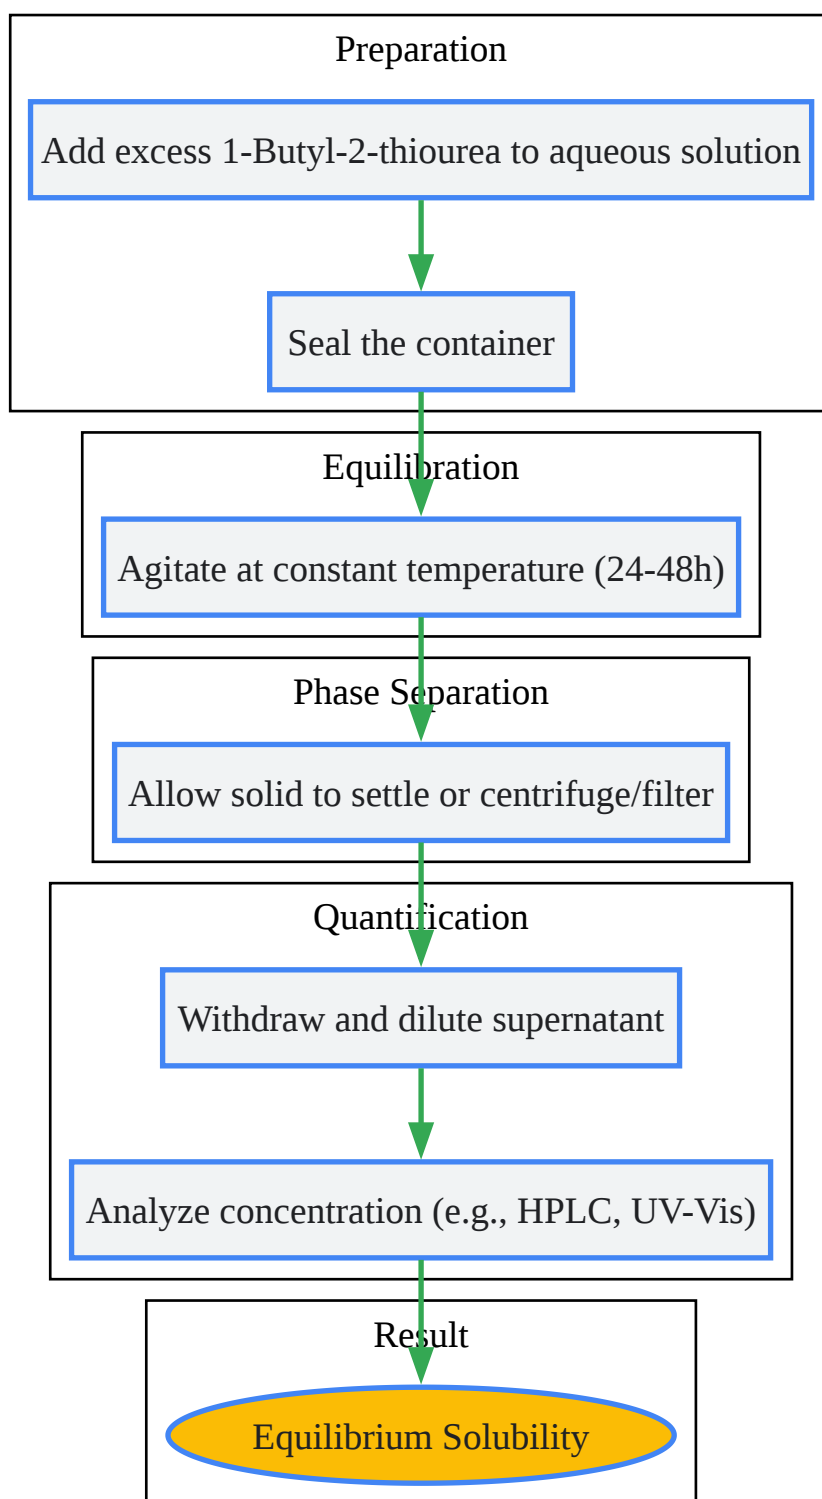 Preparation
Add excess 1-Butyl-2-thiourea to aqueous solution
Seal the container
Equilibration
Agitate at constant temperature (24-48h)
Phase Separation
Allow solid to settle or centrifuge/filter
Quantification
Withdraw and dilute supernatant
Analyze concentration (e.g., HPLC, UV-Vis)
Result
Equilibrium Solubility